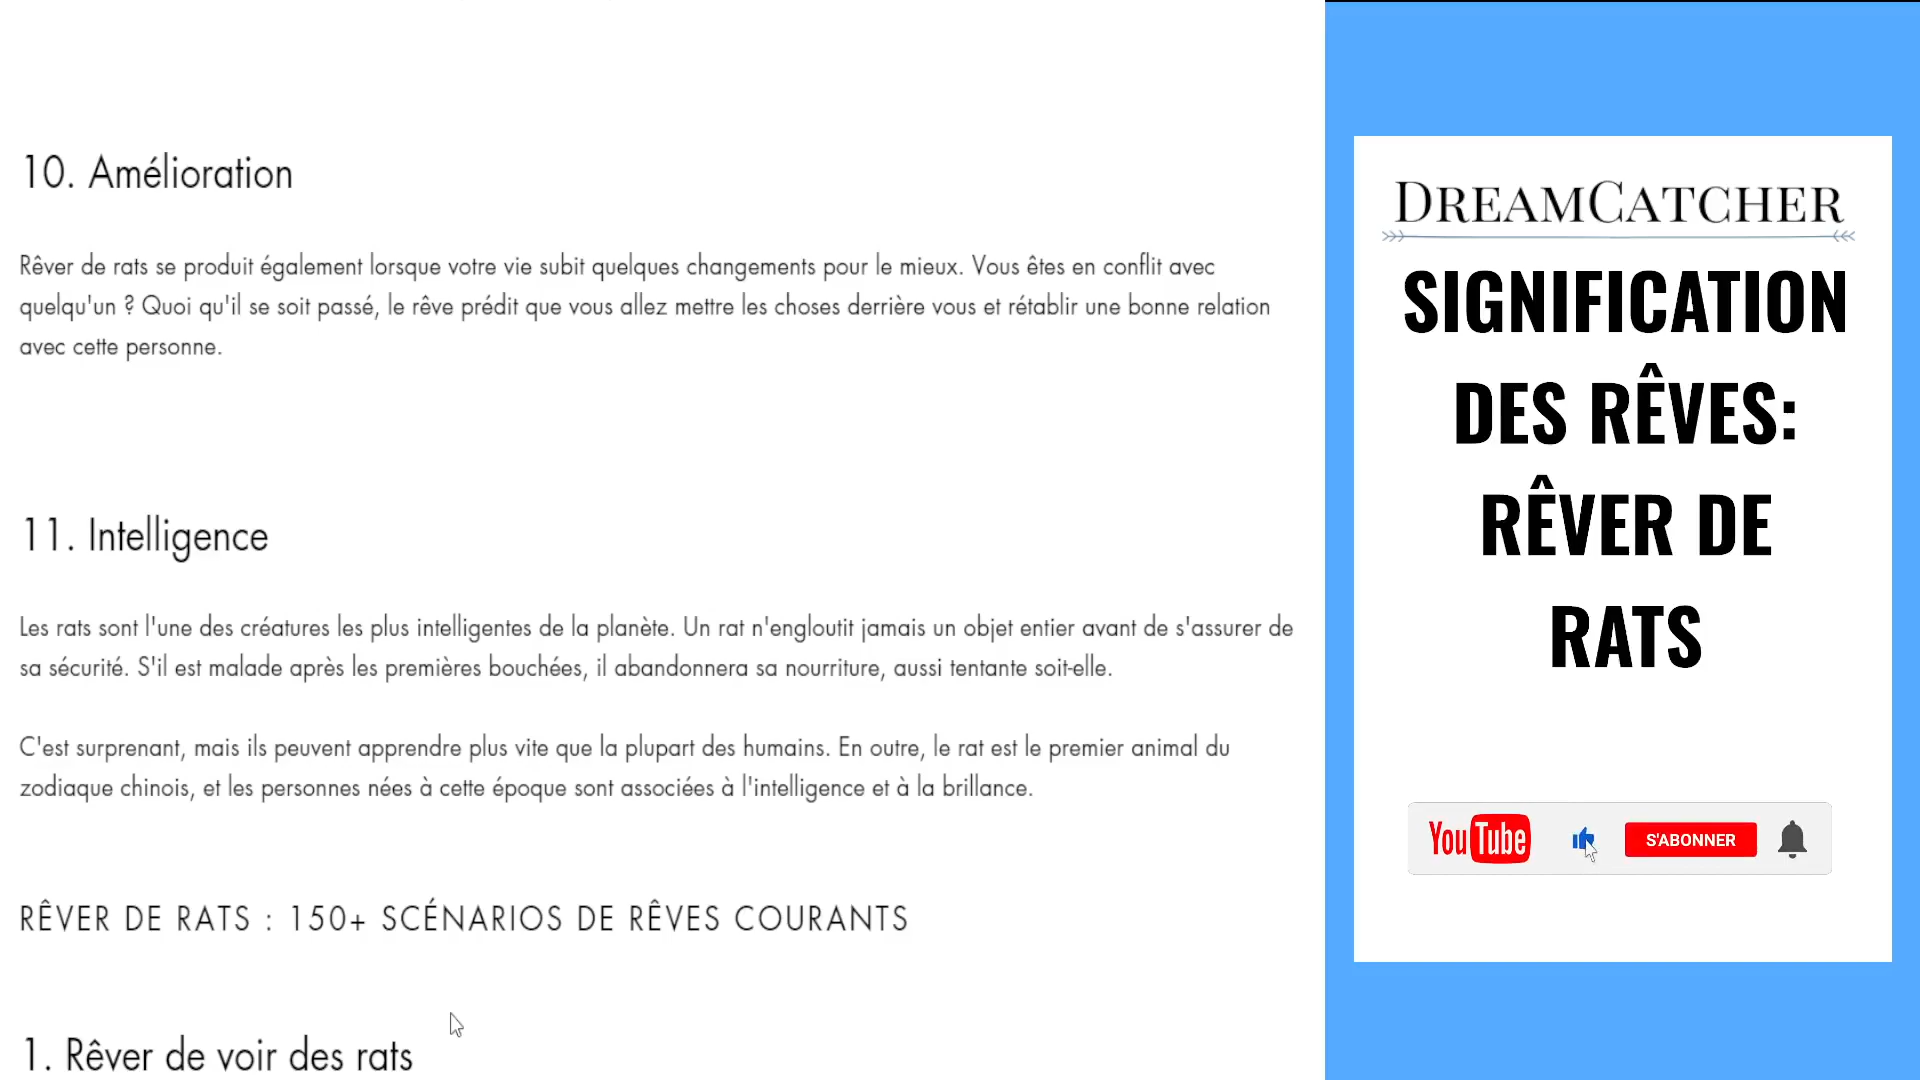 10. Amélioration
Rêver de rats se produit également lorsque votre vie subit quelques changements pour le mieux. Vous êtes en conflit avec
quelqu'un ? Quoi qu'il se soit passé, le rêve prédit que vous allez mettre les choses derrière vous et rétablir une bonne relation
avec cette personne.
11. Intelligence
Les rats sont l'une des créatures les plus intelligentes de la planète. Un rat n'engloutit jamais un objet entier avant de s'assurer de
sa sécurité. S'il est malade après les premières bouchées, il abandonnera sa nourriture, aussi tentante soit-elle.
C'est surprenant, mais ils peuvent apprendre plus vite que la plupart des humains. En outre, le rat est le premier animal du
zodiaque chinois, et les personnes nées à cette époque sont associées à l'intelligence et à la brillance.
RÊVER DE RATS : 150+ SCÉNARIOS DE RÊVES COURANTS
1. Rêver de voir des rats
DREAMCATCHER
SIGNIFICATION
DES RÊVES:
RÊVER DE
RATS
YouTube
S'ABONNER